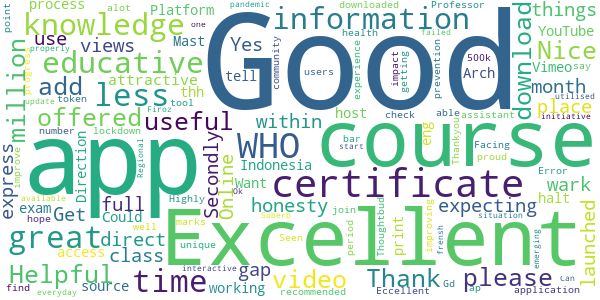 Good
app
Excellent
course
certificate
knowledge
information
educative
great
WHO
time
less
useful
offered
million
Helpful
Thank
please
video
Nice
download
things
add
views
use
Yes
tell
process
Platform
Mast
attractive
thh
token
number
lockdown
Firoz
tool
update
improve
progress
point
express
exam
Get
Direction
full
Could
direct
access
class
source
find
everyday
available
hope
Regional
Ok
Highly
marks
unique
interactive
well
Superb
Seen
working
recommended
gap
honesty
Want
Indonesia
Online
Secondly
within
host
join
print
period
Thoughtbud
expecting
eng
bar
start
check
able
assistant
Thankyou
Facing
proud
improving
frensh
situation
emerging
Gd
ap
Eccellent
application
Can
Error
halt
wark
launched
place
month
Arch
500k
impact
getting
users
community
health
experience
prevention
failed
downloaded
alot
Professor
pandemic
YouTube
Vimeo
say
one
properly
utilised
initiative